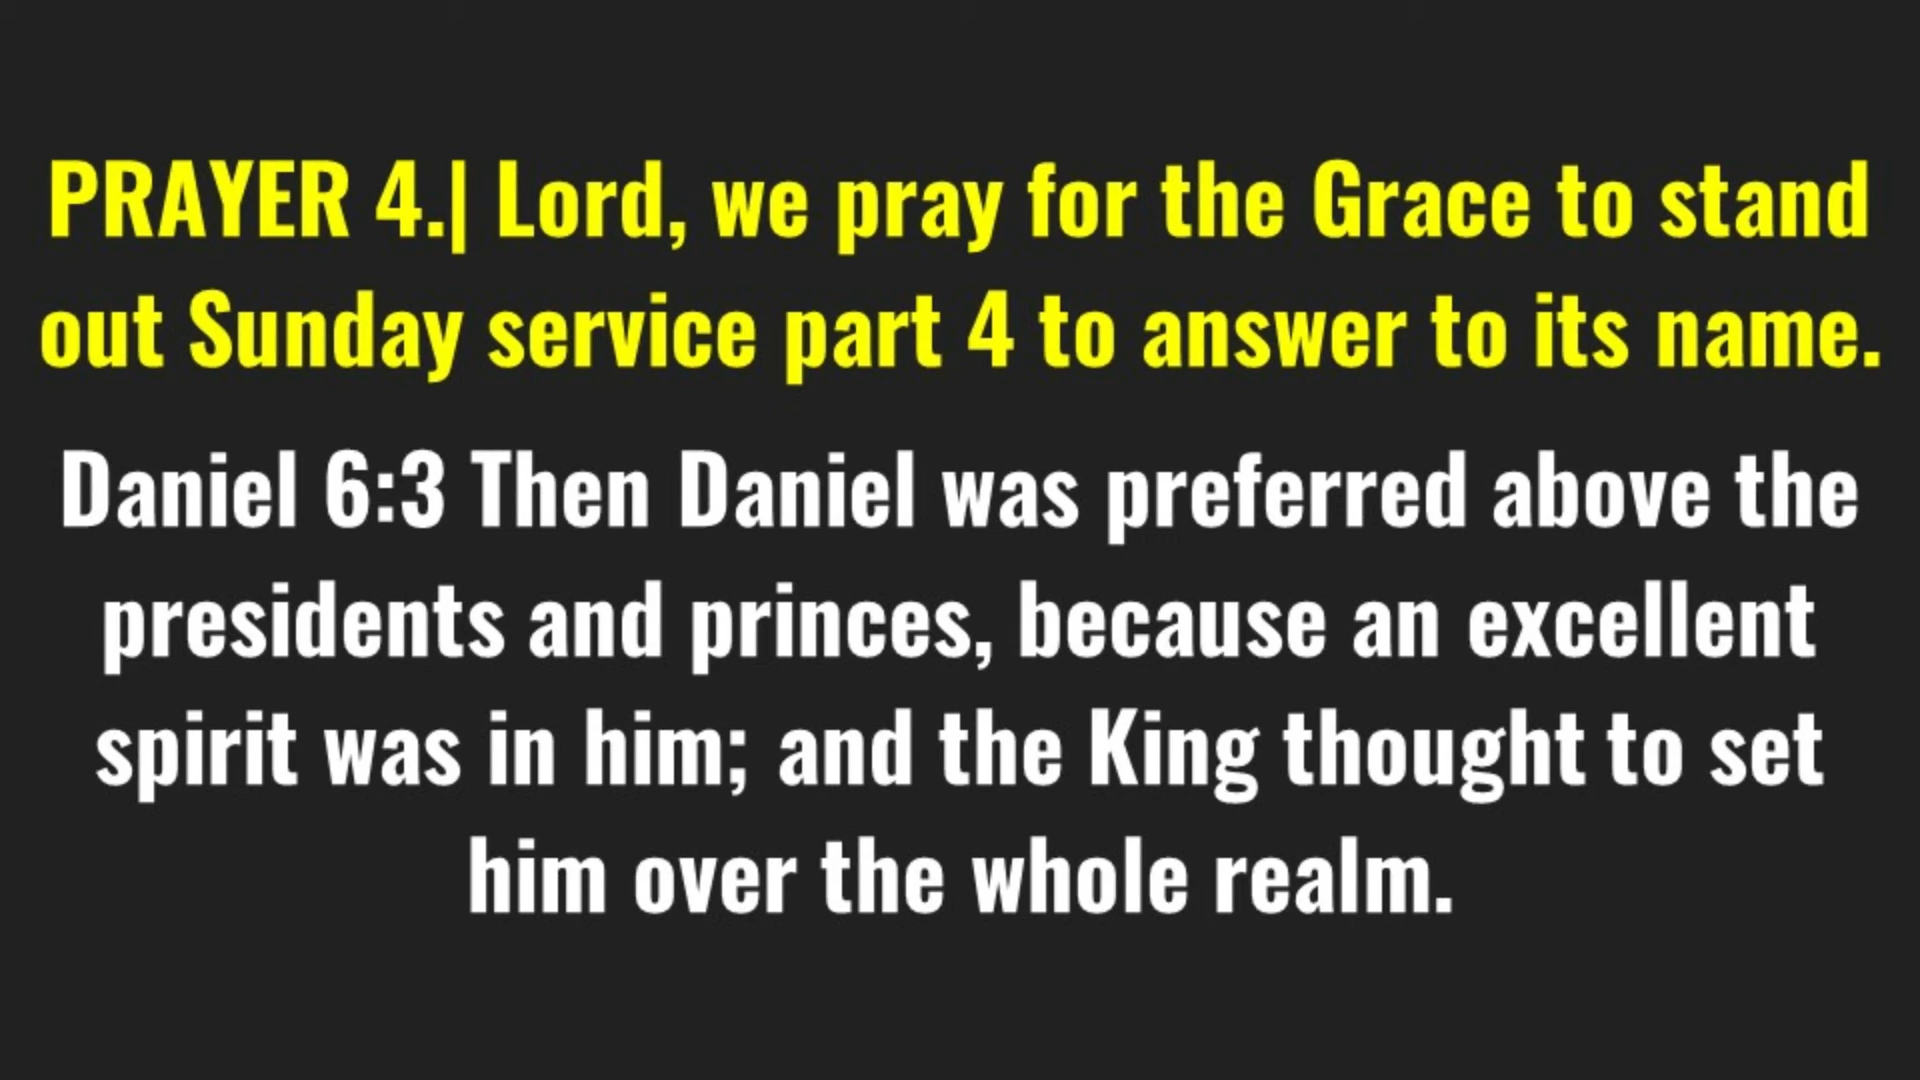 PRAYER 4.| Lord, we pray for the Grace to stand
out Sunday service part 4 to answer to its name.
Daniel 6:3 Then Daniel was preferred above the
presidents and princes, because an excellent
spirit was in him; and the King thought to set
him over the whole realm.